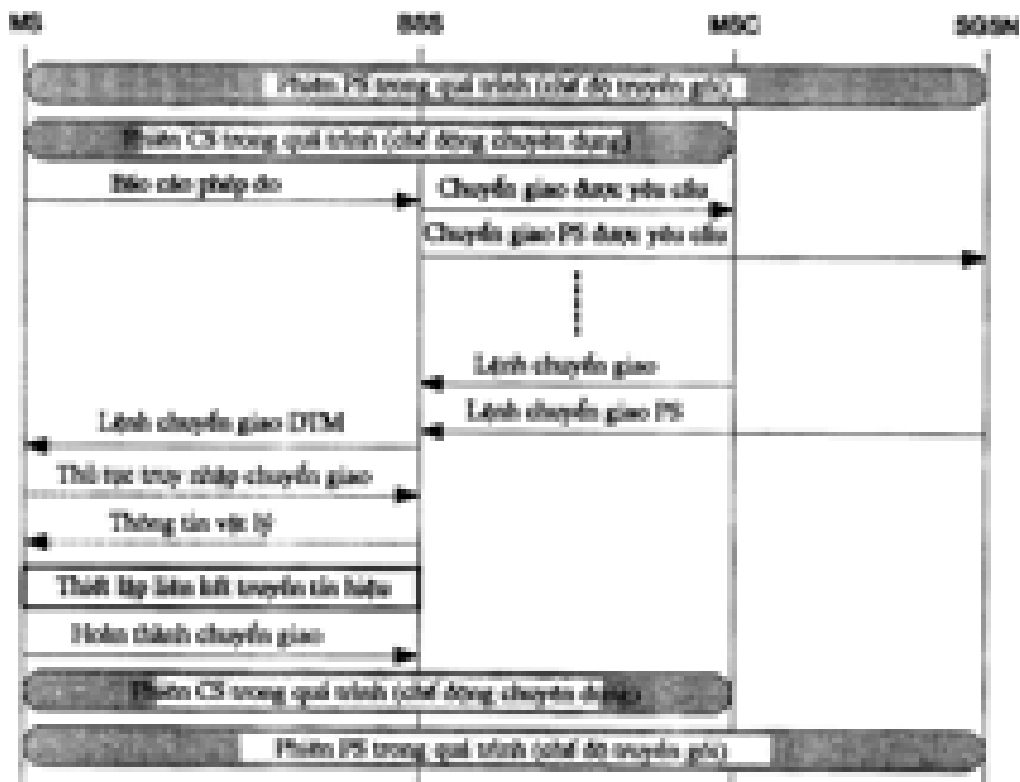 MS BSS MSC SGSN
Phiên PS trong quá trình (chế độ truyền gói)
Phiên CS trong quá trình (chế động chuyên dụng)
Báo cáo phép đo
Chuyển giao được yêu cầu
Chuyển giao PS được yêu cầu
Lệnh chuyển giao
Lệnh chuyển giao PS
Lệnh chuyển giao DTM
Thủ tục truy nhập chuyển giao
Thông tin vật lý
Thiết lập liên kết truyền tín hiệu
Hoàn thành chuyển giao
Phiên CS trong quá trình (chế động chuyên dụng)
Phiên PS trong quá trình (chế độ truyền gói)